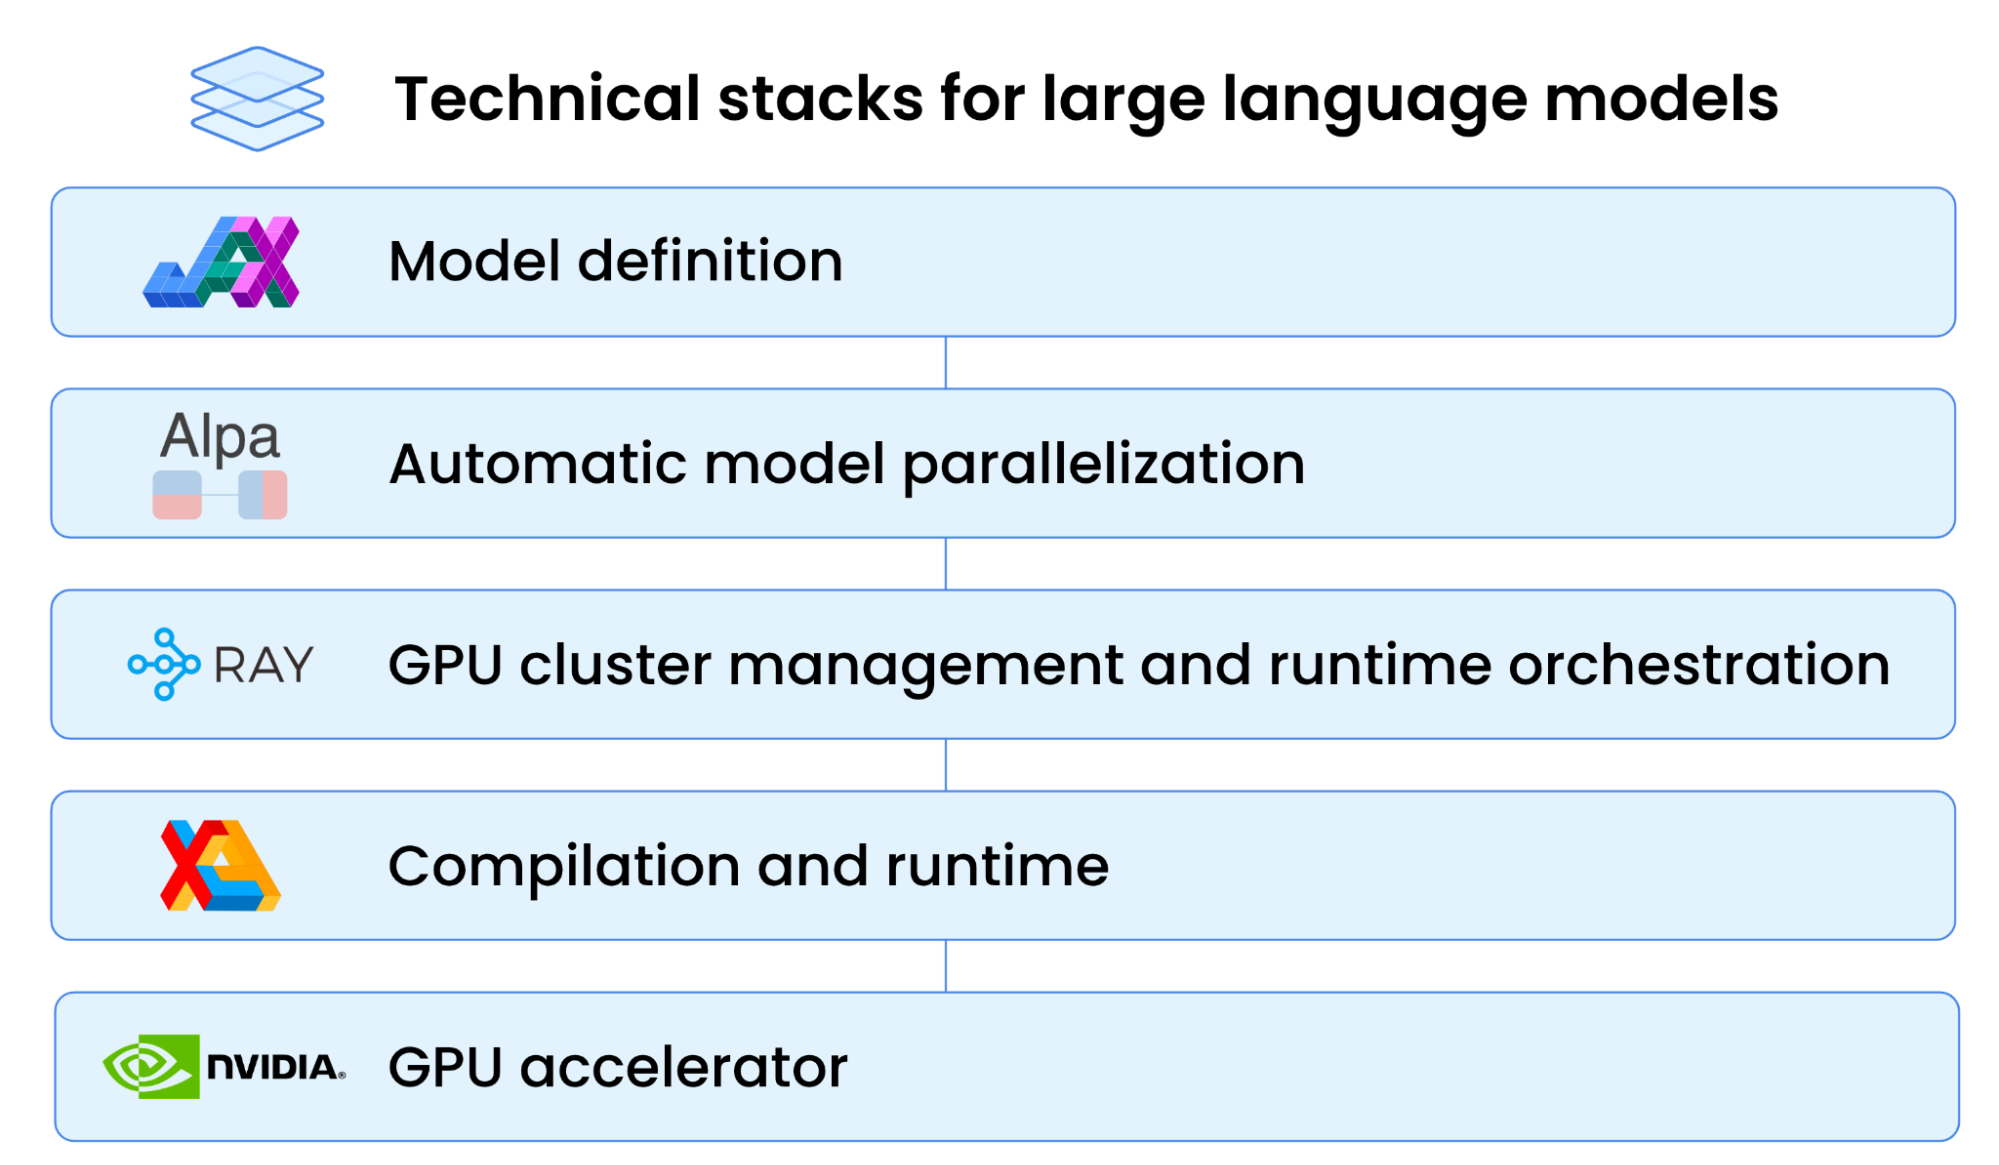 Technical stacks for large language models
JAX
Model definition
Alpa
Automatic model parallelization
RAY
GPU cluster management and runtime orchestration
XLA
Compilation and runtime
NVIDIA®
GPU accelerator